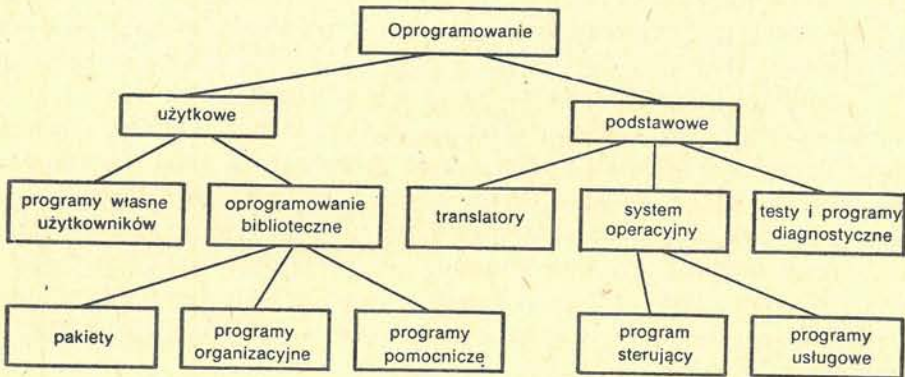 Oprogramowanie
użytkowe
podstawowe
programy własne
użytkowników
oprogramowanie
biblioteczne
translatory
system
operacyjny
testy i programy
diagnostyczne
pakiety
programy
organizacyjne
programy
pomocnicze
program
sterujący
programy
usługowe